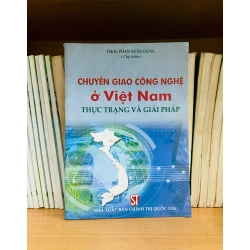 THS. PHAN XUÂN DŨNG
(Chủ biên)
CHUYỂN GIAO CÔNG NGHỆ
ở Việt Nam
THỰC TRẠNG VÀ GIẢI PHÁP
NHÀ XUẤT BẢN CHÍNH TRỊ QUỐC GIA